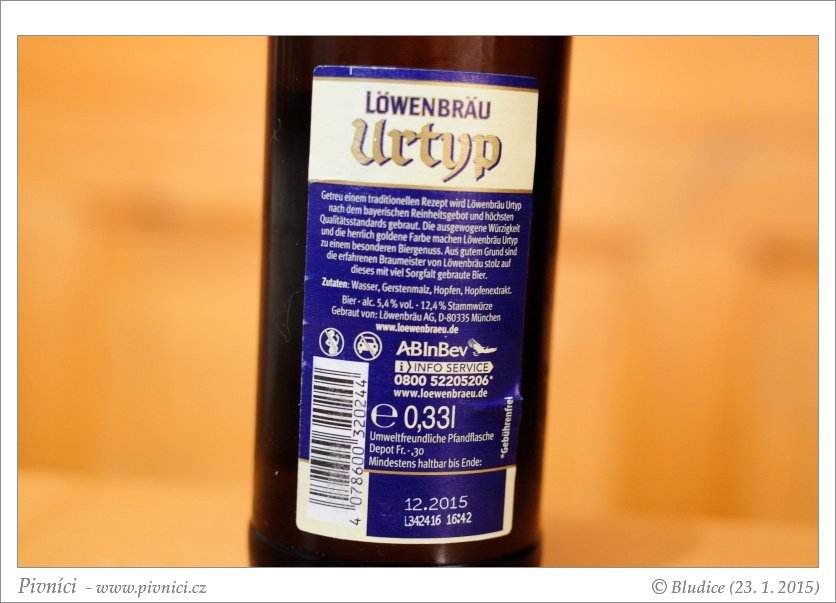 LÖWENBRÄU
Urtyp
Getreu einem traditionellen Rezept wird Löwenbräu Urtyp
nach dem bayerischen Reinheitsgebot und höchsten
Qualitätsstandards gebraut. Die ausgewogene Würzigkeit
und die herrlich goldene Farbe machen Löwenbräu Urtyp
zu einem besonderen Biergenuss. Aus gutem Grund sind
die erfahrenen Braumeister von Löwenbräu stolz auf
dieses mit viel Sorgfalt gebraute Bier.
Zutaten: Wasser, Gerstenmalz, Hopfen, Hopfenextrakt.
Bier · alc. 5,4 % vol. · 12,4 % Stammwürze
Gebraut von: Löwenbräu AG, D-80335 München
www.loewenbraeu.de
ABInBev
i INFO SERVICE
0800 52205206*
www.loewenbraeu.de
℮ 0,33l
Umweltfreundliche Pfandflasche
Depot Fr. -,30
Mindestens haltbar bis Ende:
*Gebührenfrei
4 078600 320244
12.2015
L342416 16:42
Pivníci - www.pivnici.cz
© Bludice (23. 1. 2015)